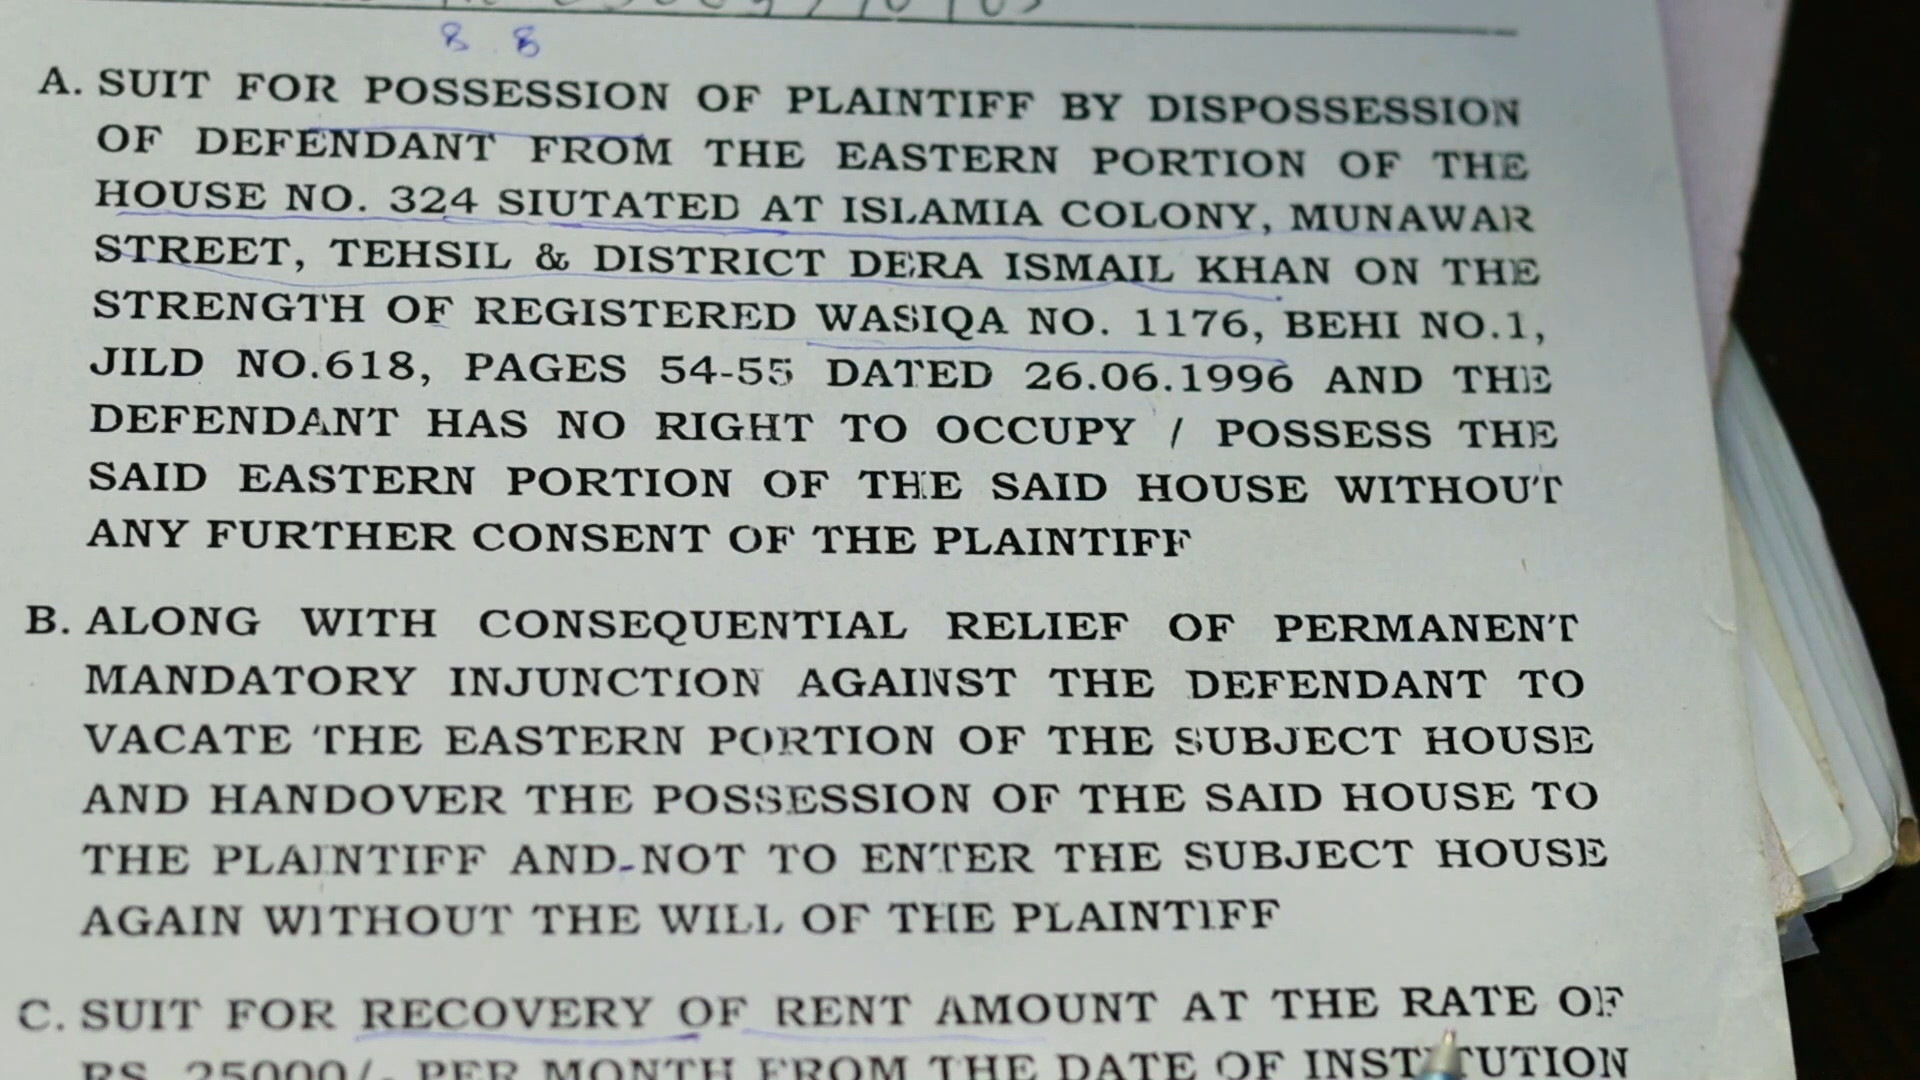 8 8
A. SUIT FOR POSSESSION OF PLAINTIFF BY DISPOSSESSION
OF DEFENDANT FROM THE EASTERN PORTION OF THE
HOUSE NO. 324 SIUTATED AT ISLAMIA COLONY, MUNAWAR
STREET, TEHSIL & DISTRICT DERA ISMAIL KHAN ON THE
STRENGTH OF REGISTERED WASIQA NO. 1176, BEHI NO.1,
JILD NO.618, PAGES 54-55 DATED 26.06.1996 AND THE
DEFENDANT HAS NO RIGHT TO OCCUPY / POSSESS THE
SAID EASTERN PORTION OF THE SAID HOUSE WITHOUT
ANY FURTHER CONSENT OF THE PLAINTIFF
B. ALONG WITH CONSEQUENTIAL RELIEF OF PERMANENT
MANDATORY INJUNCTION AGAINST THE DEFENDANT TO
VACATE THE EASTERN PORTION OF THE SUBJECT HOUSE
AND HANDOVER THE POSSESSION OF THE SAID HOUSE TO
THE PLAINTIFF AND NOT TO ENTER THE SUBJECT HOUSE
AGAIN WITHOUT THE WILL OF THE PLAINTIFF
C. SUIT FOR RECOVERY OF RENT AMOUNT AT THE RATE OF
RS. 25000/- PER MONTH FROM THE DATE OF INSTITUTION